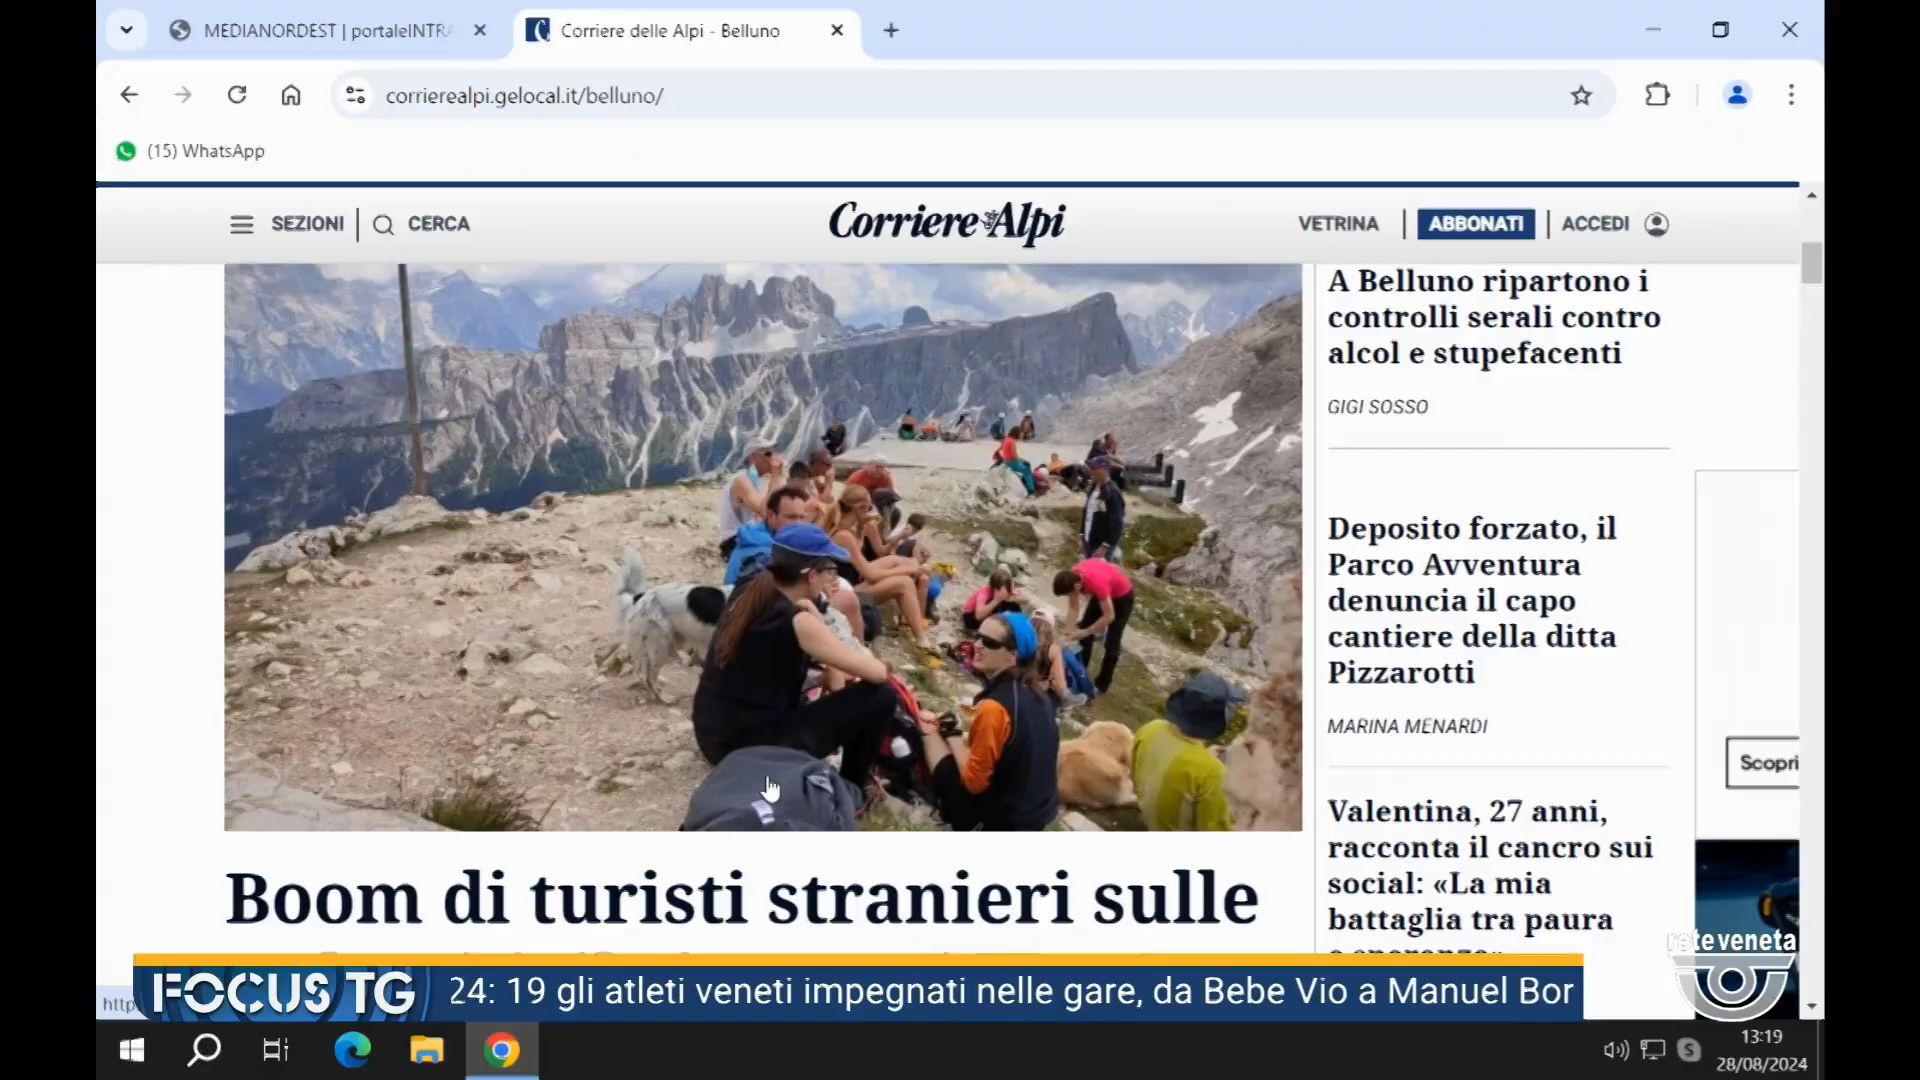 MEDIANORDEST | portaleINTRA
Corriere delle Alpi - Belluno
corrierealpi.gelocal.it/belluno/
(15) WhatsApp
SEZIONI
CERCA
Corriere Alpi
VETRINA
ABBONATI
ACCEDI
A Belluno ripartono i
controlli serali contro
alcol e stupefacenti
GIGI SOSSO
Deposito forzato, il
Parco Avventura
denuncia il capo
cantiere della ditta
Pizzarotti
MARINA MENARDI
Scopri
Valentina, 27 anni,
racconta il cancro sui
social: «La mia
battaglia tra paura
Boom di turisti stranieri sulle
reteveneta
http
FOCUS TG
24: 19 gli atleti veneti impegnati nelle gare, da Bebe Vio a Manuel Bor
13:19
28/08/2024